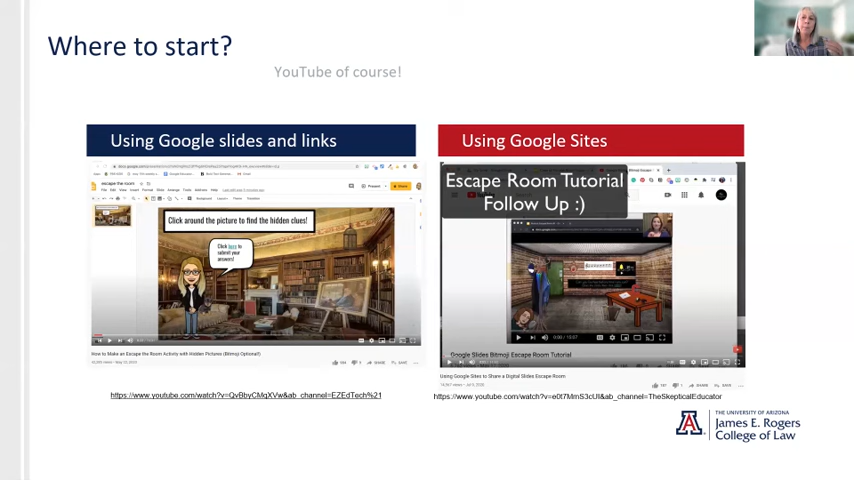 Where to start?
YouTube of course!
Using Google slides and links
Using Google Sites
escape the room
Click around the picture to find the hidden clues!
Click here to
submit your
answers!
How to Make an Escape the Room Activity with Hidden Pictures (Bitmoji Optional!)
Escape Room Tutorial
Follow Up :)
Google Slides Bitmoji Escape Room Tutorial
Using Google Sites to Share a Digital Slides Escape Room
https://www.youtube.com/watch?v=QvBbyCMqXVw&ab_channel=EZEdTech%21
https://www.youtube.com/watch?v=e0t7MmS3cUI&ab_channel=TheSkepticalEducator
THE UNIVERSITY OF ARIZONA
James E. Rogers
College of Law